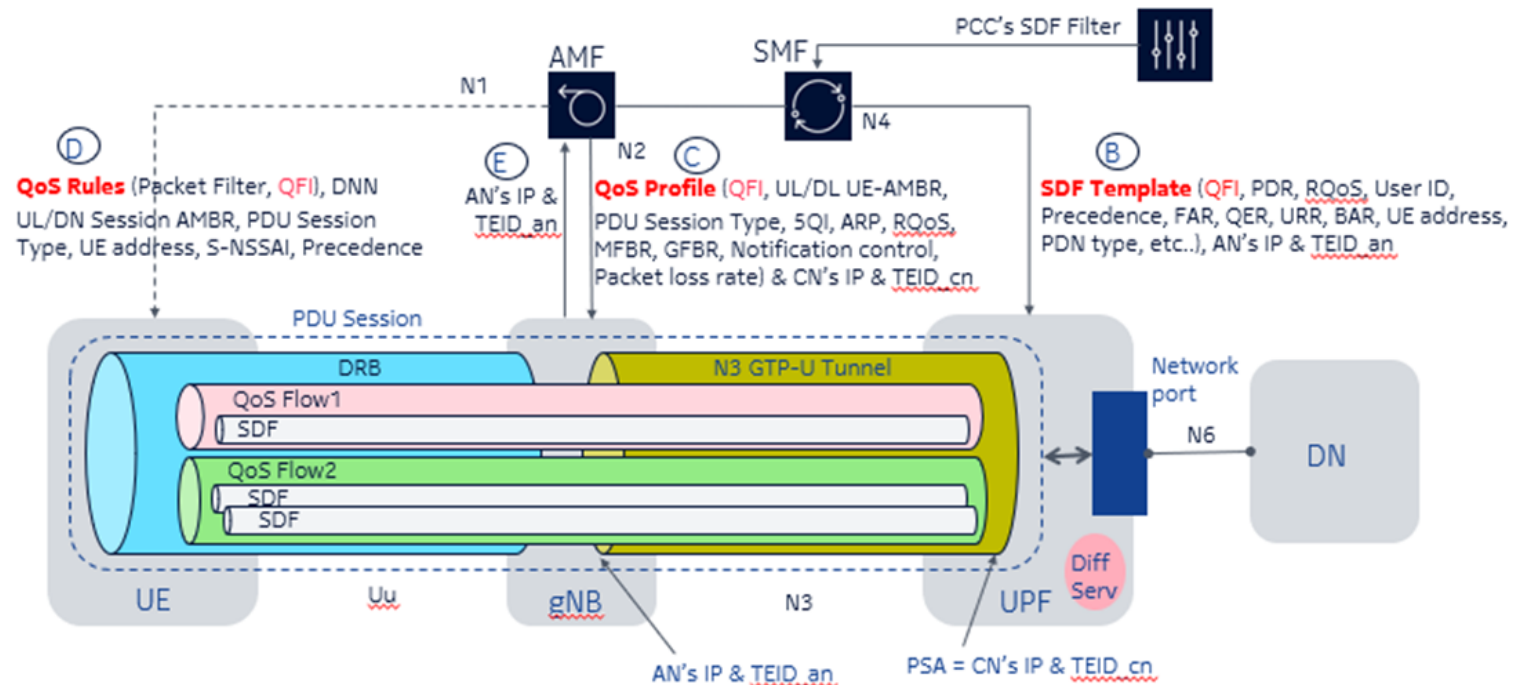 PCC's SDF Filter
AMF
SMF
N1
N4
N2
D
QoS Rules (Packet Filter, QFI), DNN
UL/DN Session AMBR, PDU Session
Type, UE address, S-NSSAI, Precedence
E
AN's IP &
TEID_an
C
QoS Profile (QFI, UL/DL UE-AMBR,
PDU Session Type, 5QI, ARP, RQoS,
MFBR, GFBR, Notification control,
Packet loss rate) & CN's IP & TEID_cn
B
SDF Template (QFI, PDR, RQoS, User ID,
Precedence, FAR, QER, URR, BAR, UE address,
PDN type, etc..), AN's IP & TEID_an
PDU Session
DRB
N3 GTP-U Tunnel
QoS Flow1
SDF
QoS Flow2
SDF
SDF
Network
port
N6
DN
Diff
Serv
UE
Uu
gNB
N3
UPF
AN's IP & TEID_an
PSA = CN's IP & TEID_cn